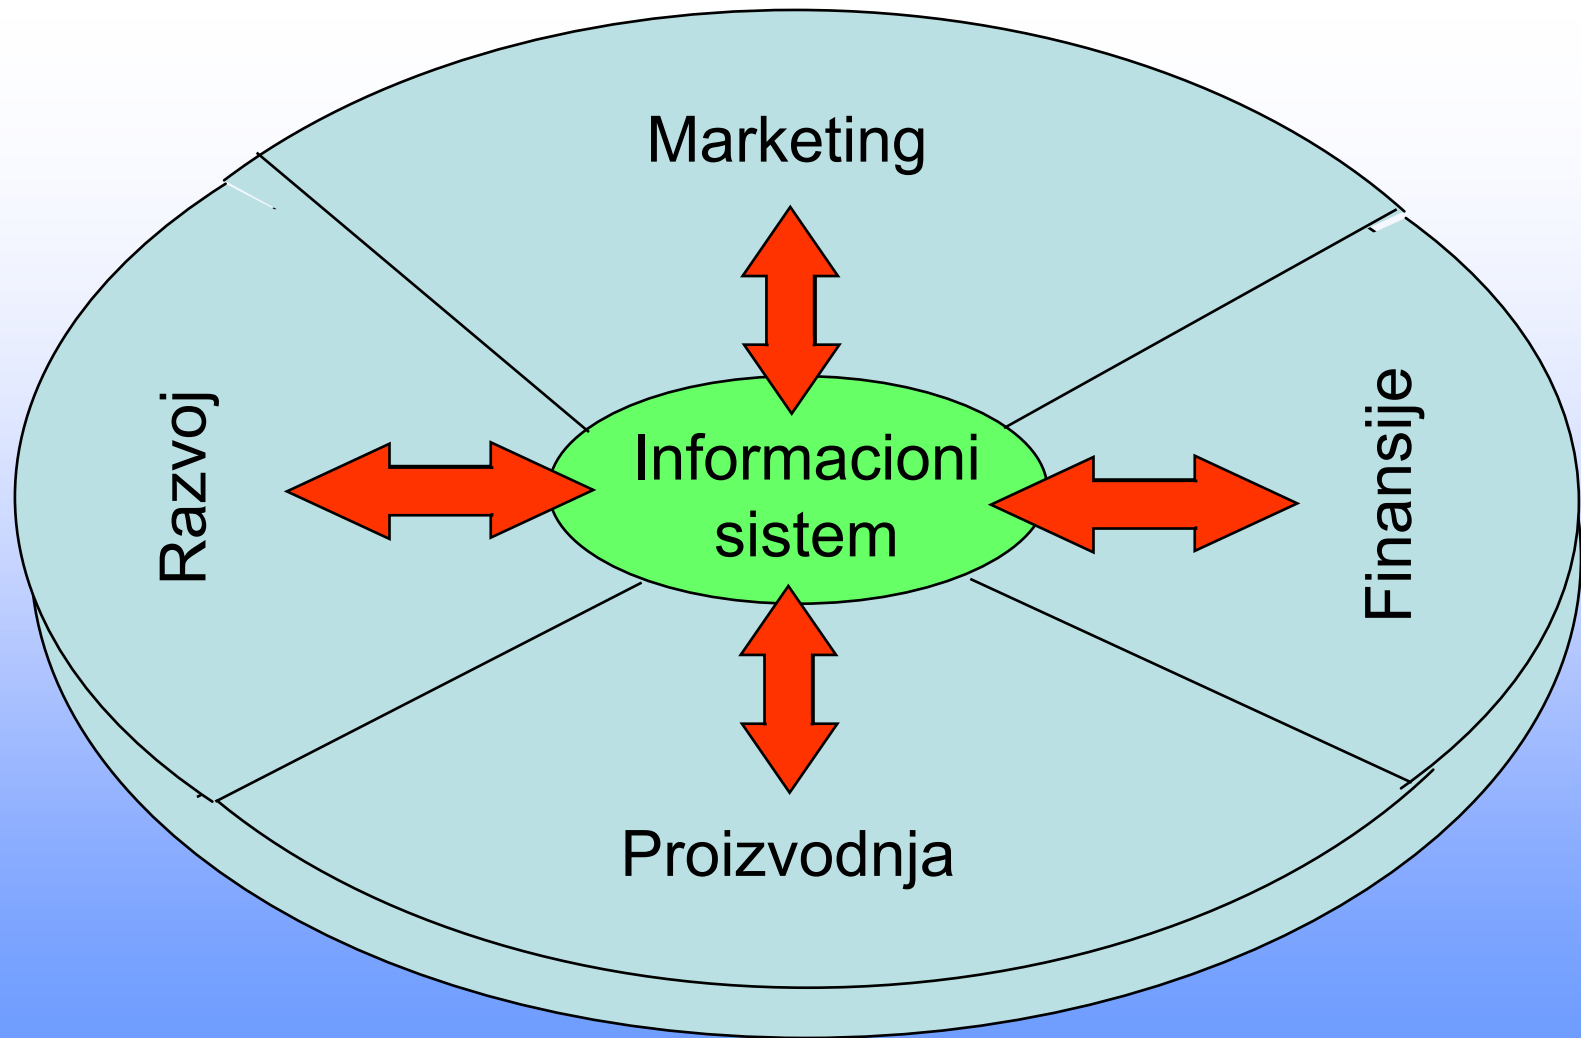 Marketing
Razvoj
Informacioni
sistem
Finansije
Proizvodnja